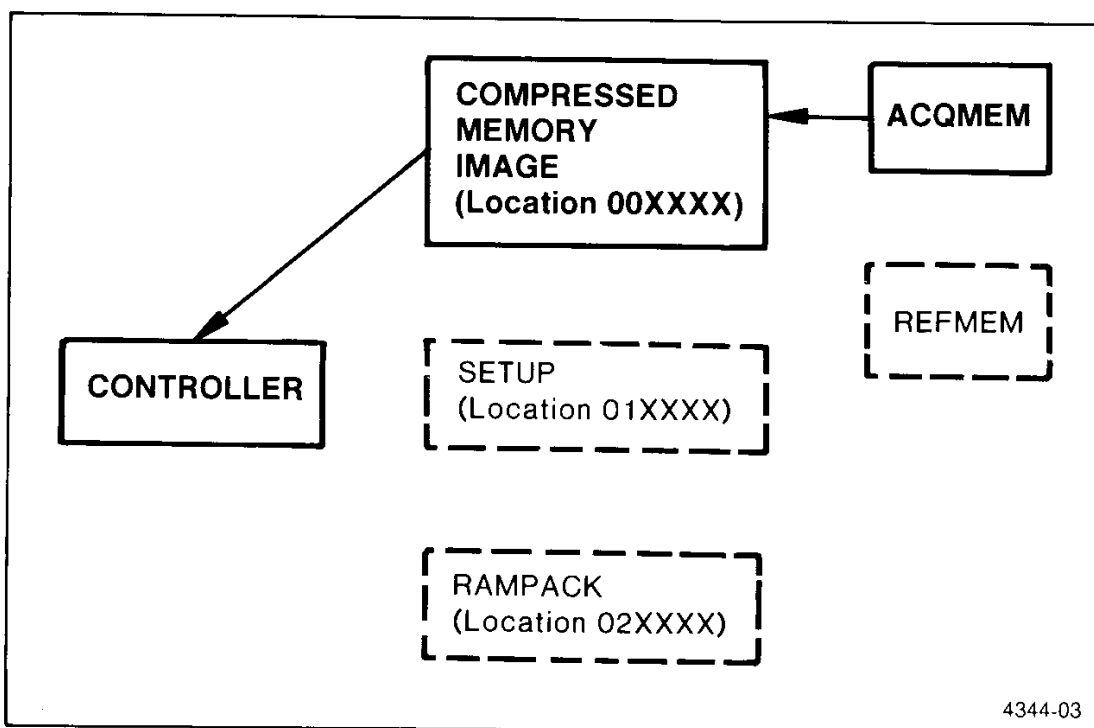 COMPRESSED
MEMORY
IMAGE
(Location 00XXXX)
ACQMEM
REFMEM
CONTROLLER
SETUP
(Location 01XXXX)
RAMPACK
(Location 02XXXX)
4344-03